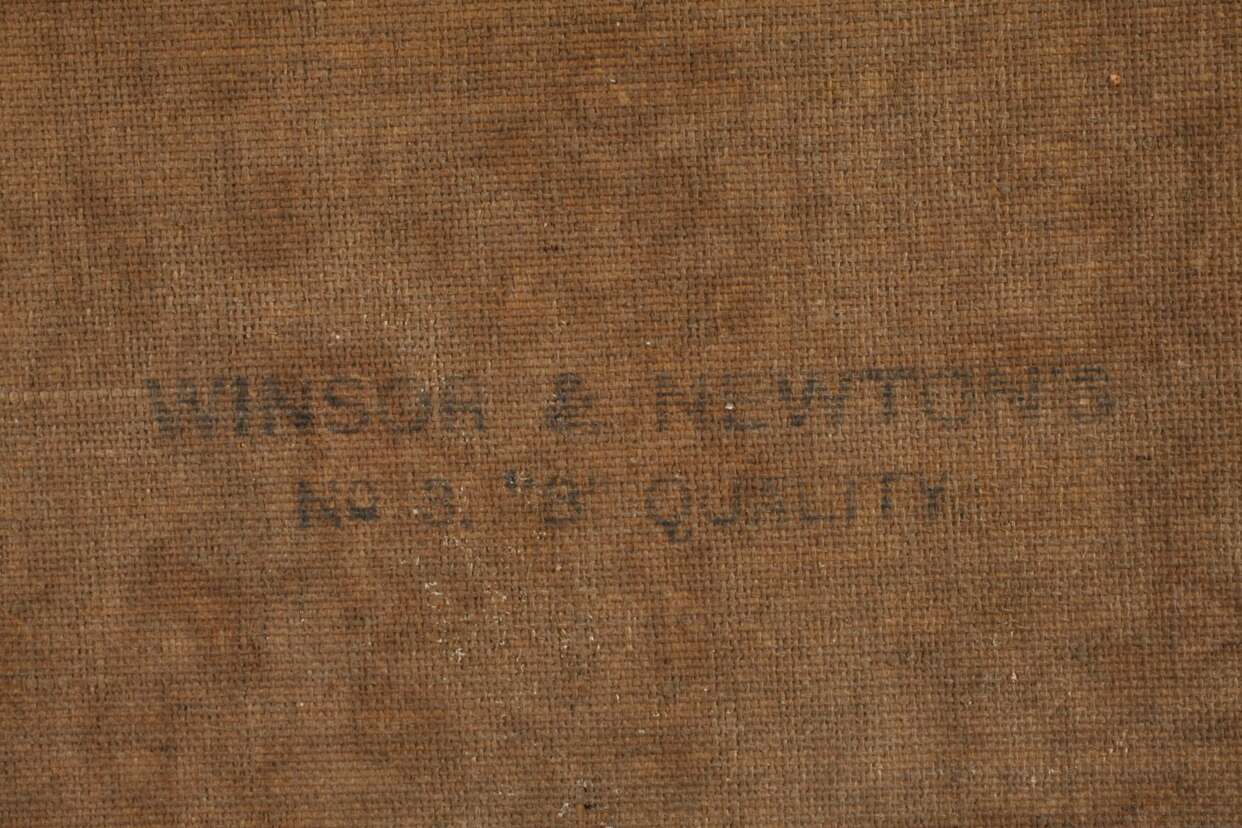 WINSOR & NEWTON'S
No 3. "B" QUALITY.